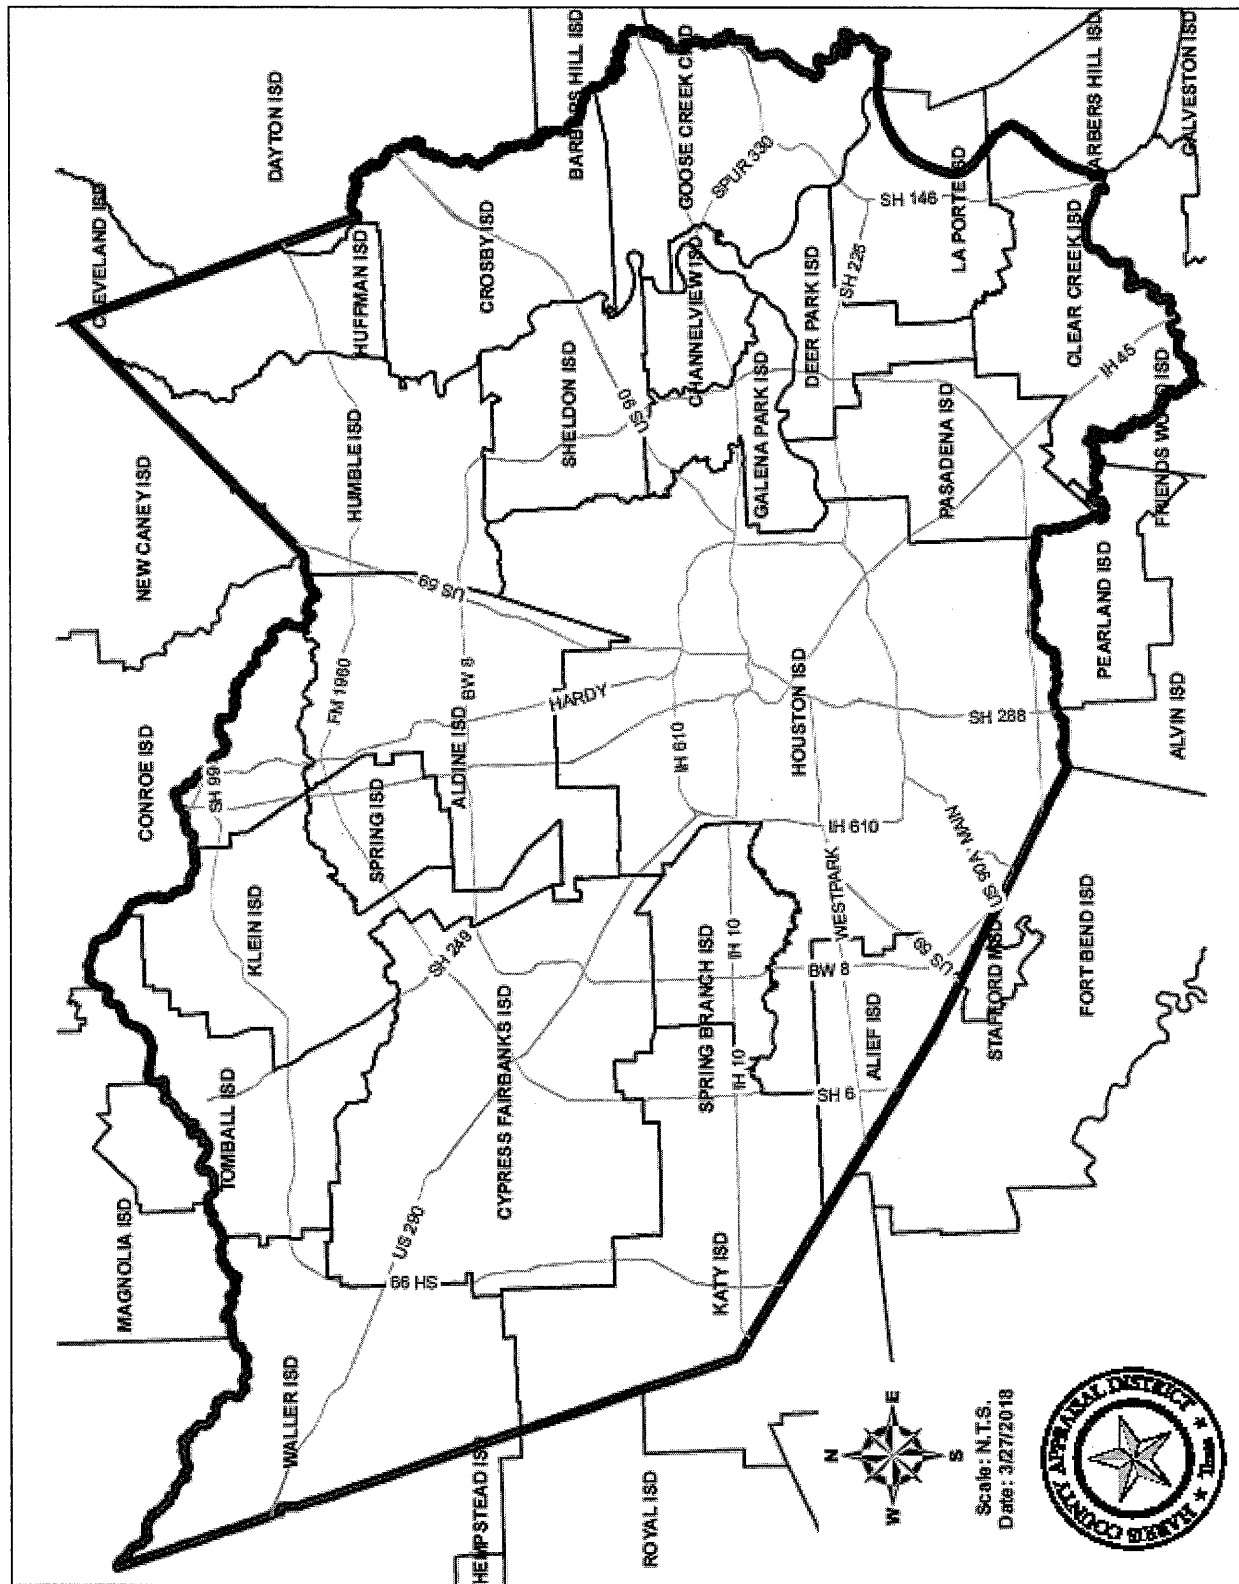 CLEVELAND ISD
DAYTON ISD
NEW CANEY ISD
CONROE ISD
MAGNOLIA ISD
HUFFMAN ISD
HUMBLE ISD
FM 1960
SH 99
KLEIN ISD
TOMBALL ISD
WALLER ISD
SPRING ISD
US 59
BW 8
ALDINE ISD
SH 249
US 290
SH 99
CYPRESS FAIRBANKS ISD
HEMPSTEAD ISD
CROSBY ISD
BARBERS HILL ISD
SHELDON ISD
US 90
HARDY
GOOSE CREEK CISD
CHANNELVIEW ISD
SPUR 330
IH 610
IH 10
IH 10
SPRING BRANCH ISD
KATY ISD
ROYAL ISD
GALENA PARK ISD
DEER PARK ISD
HOUSTON ISD
SH 225
SH 146
IH 610
WESTPARK
BW 8
SH 6
ALIEF ISD
US 59
LA PORTE ISD
PASADENA ISD
SH 288
US 90A' MAIN
STAFFORD MSD
CLEAR CREEK ISD
IH 45
BARBERS HILL ISD
GALVESTON ISD
FRIENDSWOOD ISD
PEARLAND ISD
ALVIN ISD
FORT BEND ISD
N
W
E
S
Scale: N.T.S.
Date: 3/27/2018
HARRIS COUNTY APPRAISAL DISTRICT
Texas